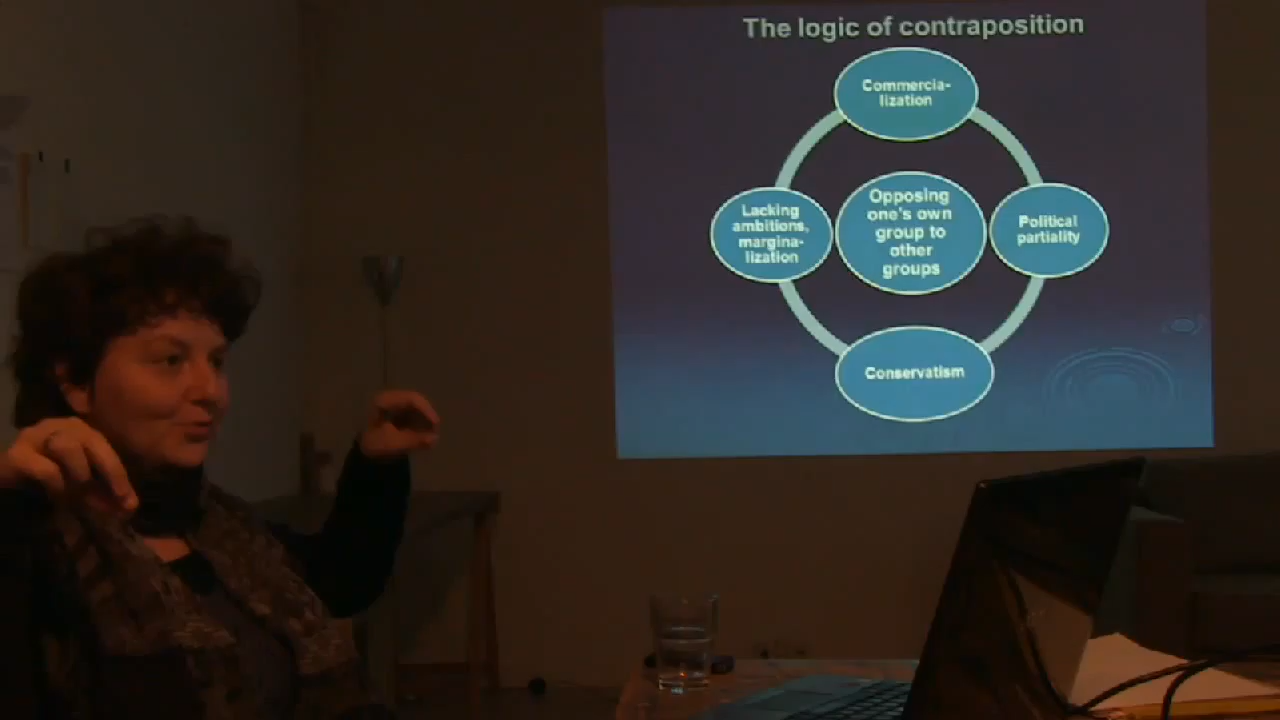 The logic of contraposition
Commercia-
lization
Lacking
ambitions,
margina-
lization
Opposing
one's own
group to
other
groups
Political
partiality
Conservatism